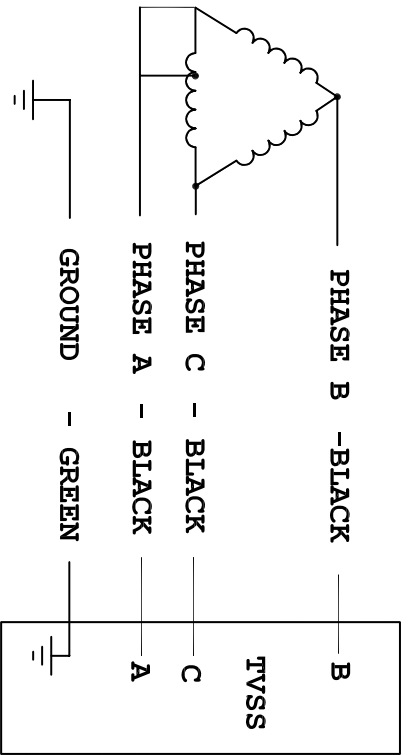 PHASE B -BLACK
B
TVSS
PHASE C - BLACK
C
PHASE A - BLACK
A
GROUND - GREEN